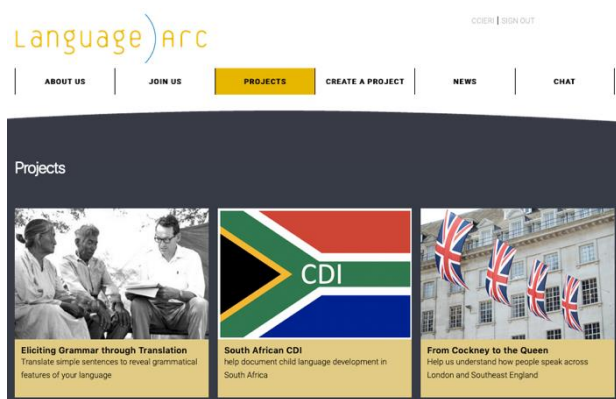 CCIERI | SIGN OUT
Language)Arc
ABOUT US
JOIN US
PROJECTS
CREATE A PROJECT
NEWS
CHAT
Projects
CDI
Eliciting Grammar through Translation
Translate simple sentences to reveal grammatical
features of your language
South African CDI
help document child language development in
South Africa
From Cockney to the Queen
Help us understand how people speak across
London and Southeast England